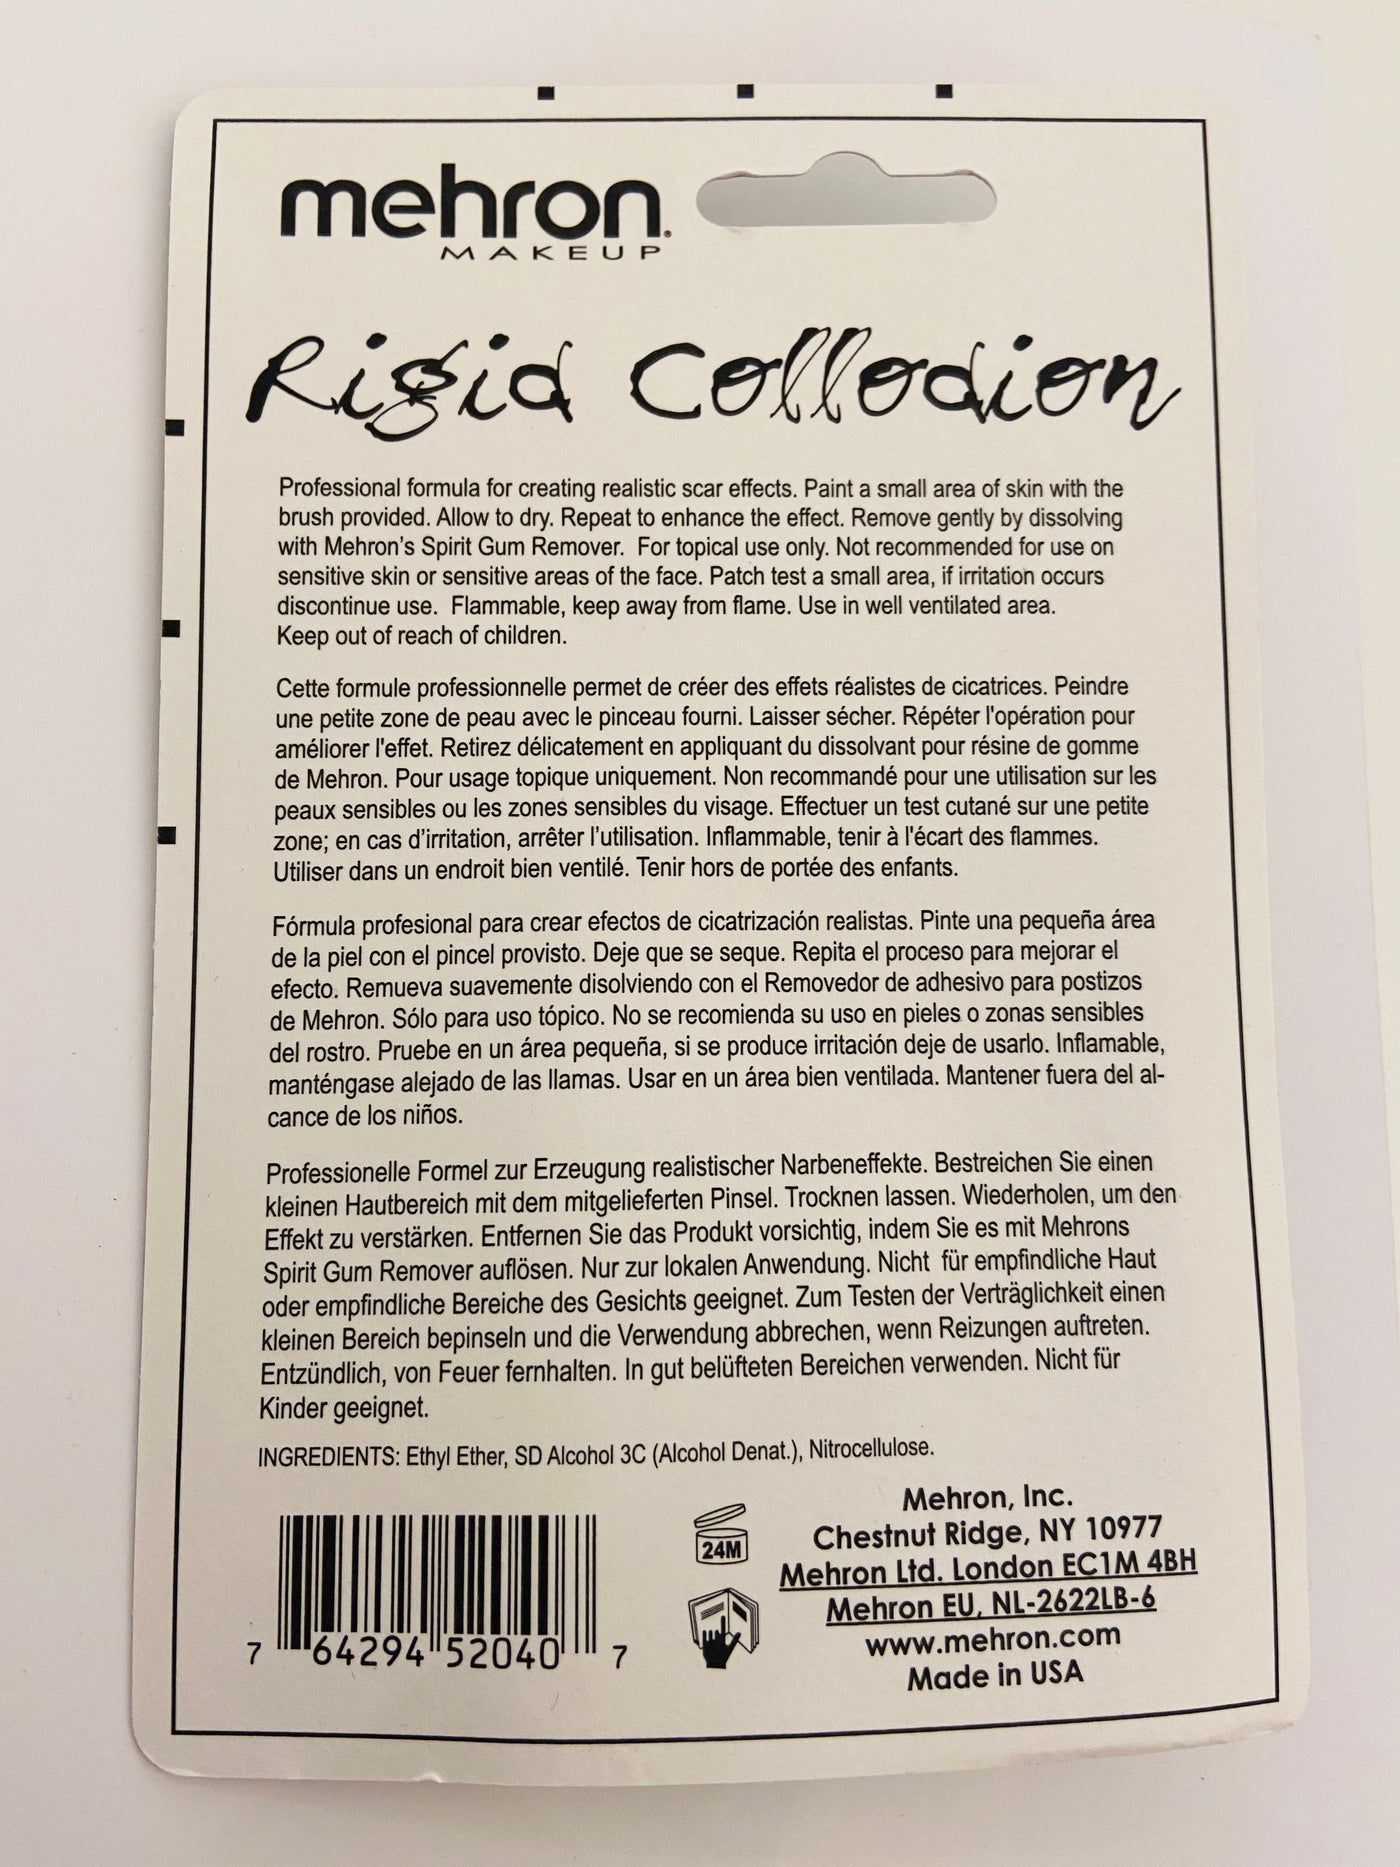 mehron.
MAKEUP
Rigid Collodion
Professional formula for creating realistic scar effects. Paint a small area of skin with the
brush provided. Allow to dry. Repeat to enhance the effect. Remove gently by dissolving
with Mehron's Spirit Gum Remover.  For topical use only. Not recommended for use on
sensitive skin or sensitive areas of the face. Patch test a small area, if irritation occurs
discontinue use.  Flammable, keep away from flame. Use in well ventilated area.
Keep out of reach of children.
Cette formule professionnelle permet de créer des effets réalistes de cicatrices. Peindre
une petite zone de peau avec le pinceau fourni. Laisser sécher. Répéter l'opération pour
améliorer l'effet. Retirez délicatement en appliquant du dissolvant pour résine de gomme
de Mehron. Pour usage topique uniquement. Non recommandé pour une utilisation sur les
peaux sensibles ou les zones sensibles du visage. Effectuer un test cutané sur une petite
zone; en cas d'irritation, arrêter l'utilisation. Inflammable, tenir à l'écart des flammes.
Utiliser dans un endroit bien ventilé. Tenir hors de portée des enfants.
Fórmula profesional para crear efectos de cicatrización realistas. Pinte una pequeña área
de la piel con el pincel provisto. Deje que se seque. Repita el proceso para mejorar el
efecto. Remueva suavemente disolviendo con el Removedor de adhesivo para postizos
de Mehron. Sólo para uso tópico. No se recomienda su uso en pieles o zonas sensibles
del rostro. Pruebe en un área pequeña, si se produce irritación deje de usarlo. Inflamable,
manténgase alejado de las llamas. Usar en un área bien ventilada. Mantener fuera del al-
cance de los niños.
Professionelle Formel zur Erzeugung realistischer Narbeneffekte. Bestreichen Sie einen
kleinen Hautbereich mit dem mitgelieferten Pinsel. Trocknen lassen. Wiederholen, um den
Effekt zu verstärken. Entfernen Sie das Produkt vorsichtig, indem Sie es mit Mehrons
Spirit Gum Remover auflösen. Nur zur lokalen Anwendung. Nicht  für empfindliche Haut
oder empfindliche Bereiche des Gesichts geeignet. Zum Testen der Verträglichkeit einen
kleinen Bereich bepinseln und die Verwendung abbrechen, wenn Reizungen auftreten.
Entzündlich, von Feuer fernhalten. In gut belüfteten Bereichen verwenden. Nicht für
Kinder geeignet.
INGREDIENTS: Ethyl Ether, SD Alcohol 3C (Alcohol Denat.), Nitrocellulose.
7 64294 52040 7
24M
Mehron, Inc.
Chestnut Ridge, NY 10977
Mehron Ltd. London EC1M 4BH
Mehron EU, NL-2622LB-6
www.mehron.com
Made in USA